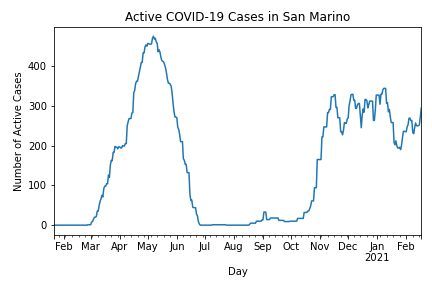 Active COVID-19 Cases in San Marino
Number of Active Cases
400
300
200
100
0
Feb Mar Apr May Jun Jul Aug Sep Oct Nov Dec Jan Feb
2021
Day